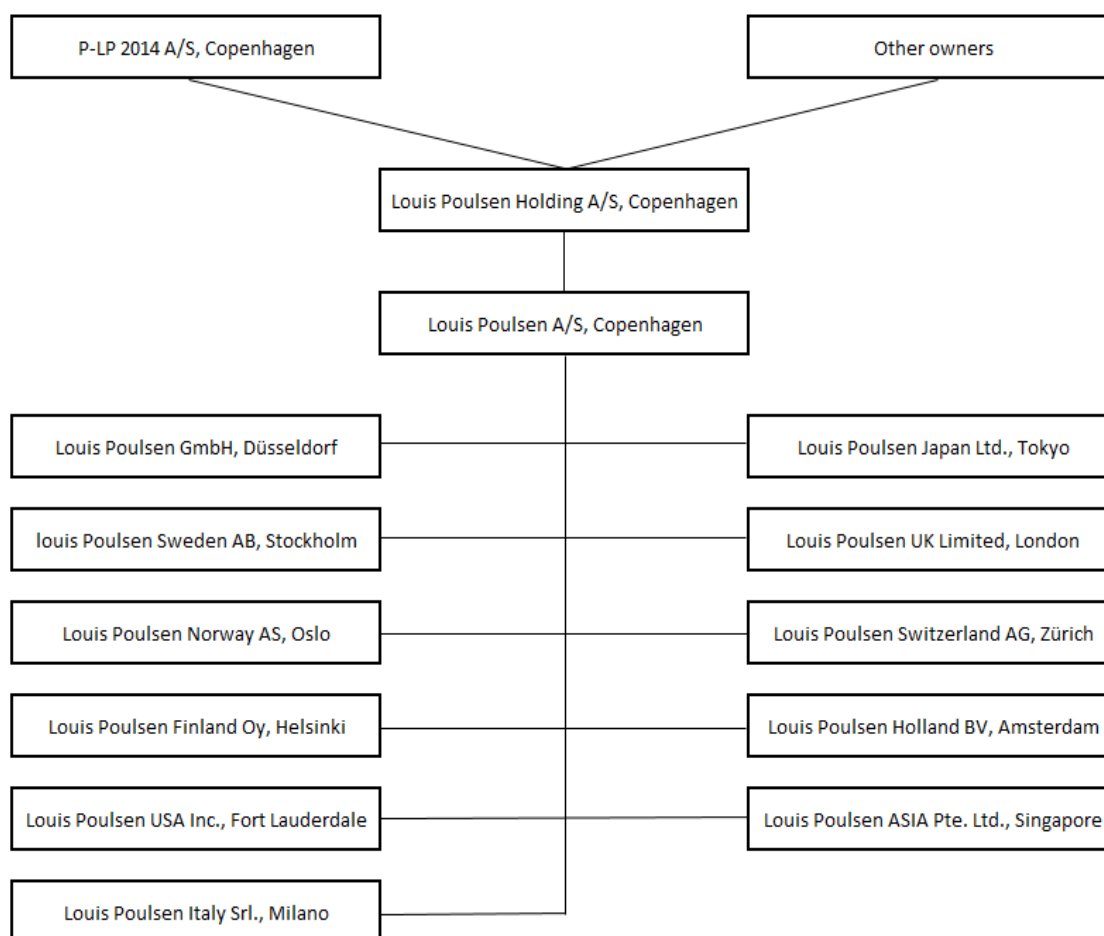 P-LP 2014 A/S, Copenhagen
Other owners
Louis Poulsen Holding A/S, Copenhagen
Louis Poulsen A/S, Copenhagen
Louis Poulsen GmbH, Düsseldorf
Louis Poulsen Japan Ltd., Tokyo
louis Poulsen Sweden AB, Stockholm
Louis Poulsen UK Limited, London
Louis Poulsen Norway AS, Oslo
Louis Poulsen Switzerland AG, Zürich
Louis Poulsen Finland Oy, Helsinki
Louis Poulsen Holland BV, Amsterdam
Louis Poulsen USA Inc., Fort Lauderdale
Louis Poulsen ASIA Pte. Ltd., Singapore
Louis Poulsen Italy Srl., Milano